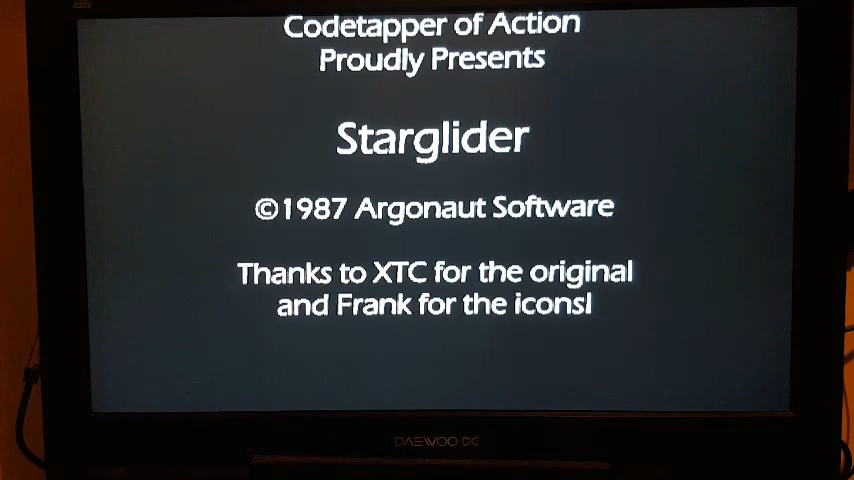 Codetapper of Action
Proudly Presents
Starglider
©1987 Argonaut Software
Thanks to XTC for the original
and Frank for the icons!
DAEWOO